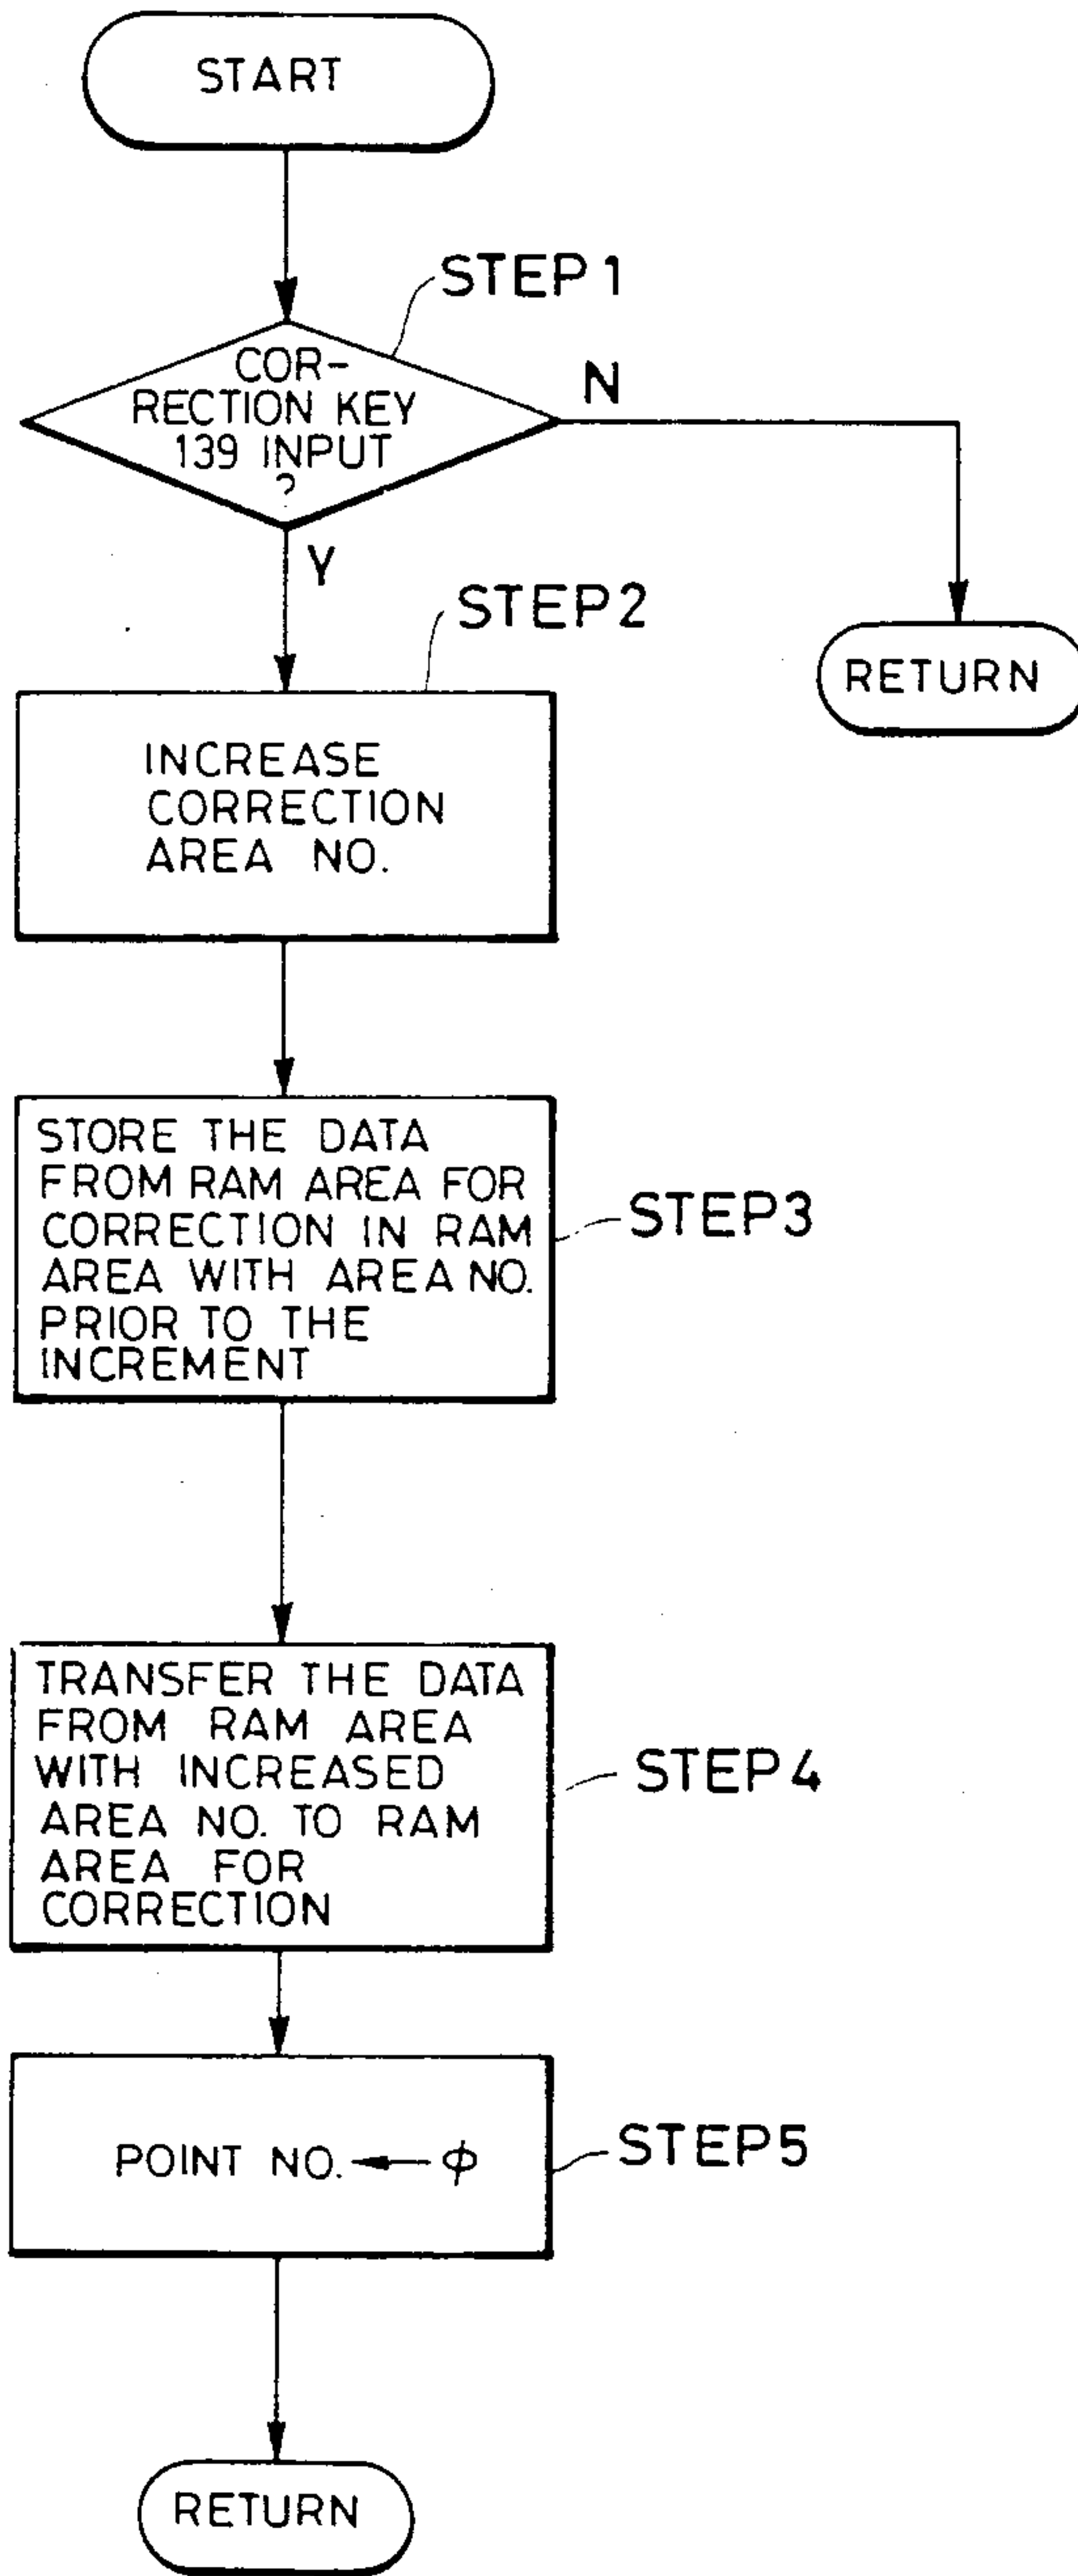 START
STEP1
COR-
RECTION KEY
139 INPUT
?
N
Y
STEP2
RETURN
INCREASE
CORRECTION
AREA NO.
STORE THE DATA
FROM RAM AREA FOR
CORRECTION IN RAM
AREA WITH AREA NO.
PRIOR TO THE
INCREMENT
STEP3
TRANSFER THE DATA
FROM RAM AREA
WITH INCREASED
AREA NO. TO RAM
AREA FOR
CORRECTION
STEP4
POINT NO. ← ϕ
STEP5
RETURN